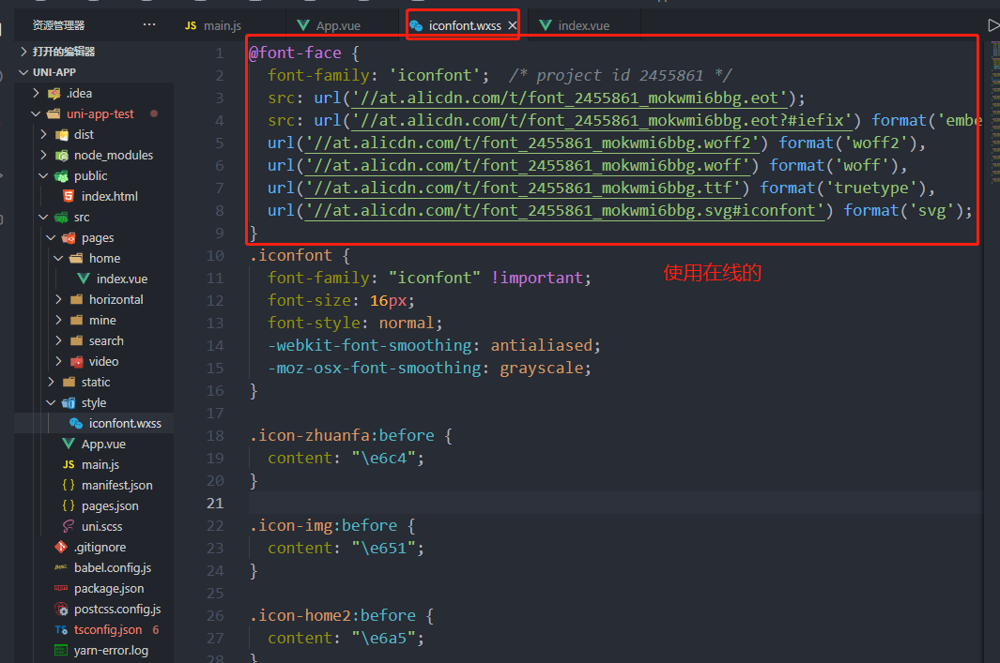 资源管理器
JS main.js
App.vue
iconfont.wxss
index.vue
打开的编辑器
UNI-APP
.idea
uni-app-test
dist
node_modules
public
index.html
src
pages
home
index.vue
horizontal
mine
search
video
static
style
iconfont.wxss
App.vue
JS main.js
{ } manifest.json
{ } pages.json
uni.scss
.gitignore
babel.config.js
package.json
postcss.config.js
TS tsconfig.json 6
yarn-error.log
1 @font-face {
2 font-family: 'iconfont'; /* project id 2455861 */
3 src: url('//at.alicdn.com/t/font_2455861_mokwmi6bbg.eot');
4 src: url('//at.alicdn.com/t/font_2455861_mokwmi6bbg.eot?#iefix') format('embe
5 url('//at.alicdn.com/t/font_2455861_mokwmi6bbg.woff2') format('woff2'),
6 url('//at.alicdn.com/t/font_2455861_mokwmi6bbg.woff') format('woff'),
7 url('//at.alicdn.com/t/font_2455861_mokwmi6bbg.ttf') format('truetype'),
8 url('//at.alicdn.com/t/font_2455861_mokwmi6bbg.svg#iconfont') format('svg');
9 }
10 .iconfont {
11 font-family: "iconfont" !important;
使用在线的
12 font-size: 16px;
13 font-style: normal;
14 -webkit-font-smoothing: antialiased;
15 -moz-osx-font-smoothing: grayscale;
16 }
17
18 .icon-zhuanfa:before {
19 content: "\e6c4";
20 }
21
22 .icon-img:before {
23 content: "\e651";
24 }
25
26 .icon-home2:before {
27 content: "\e6a5";
28 }